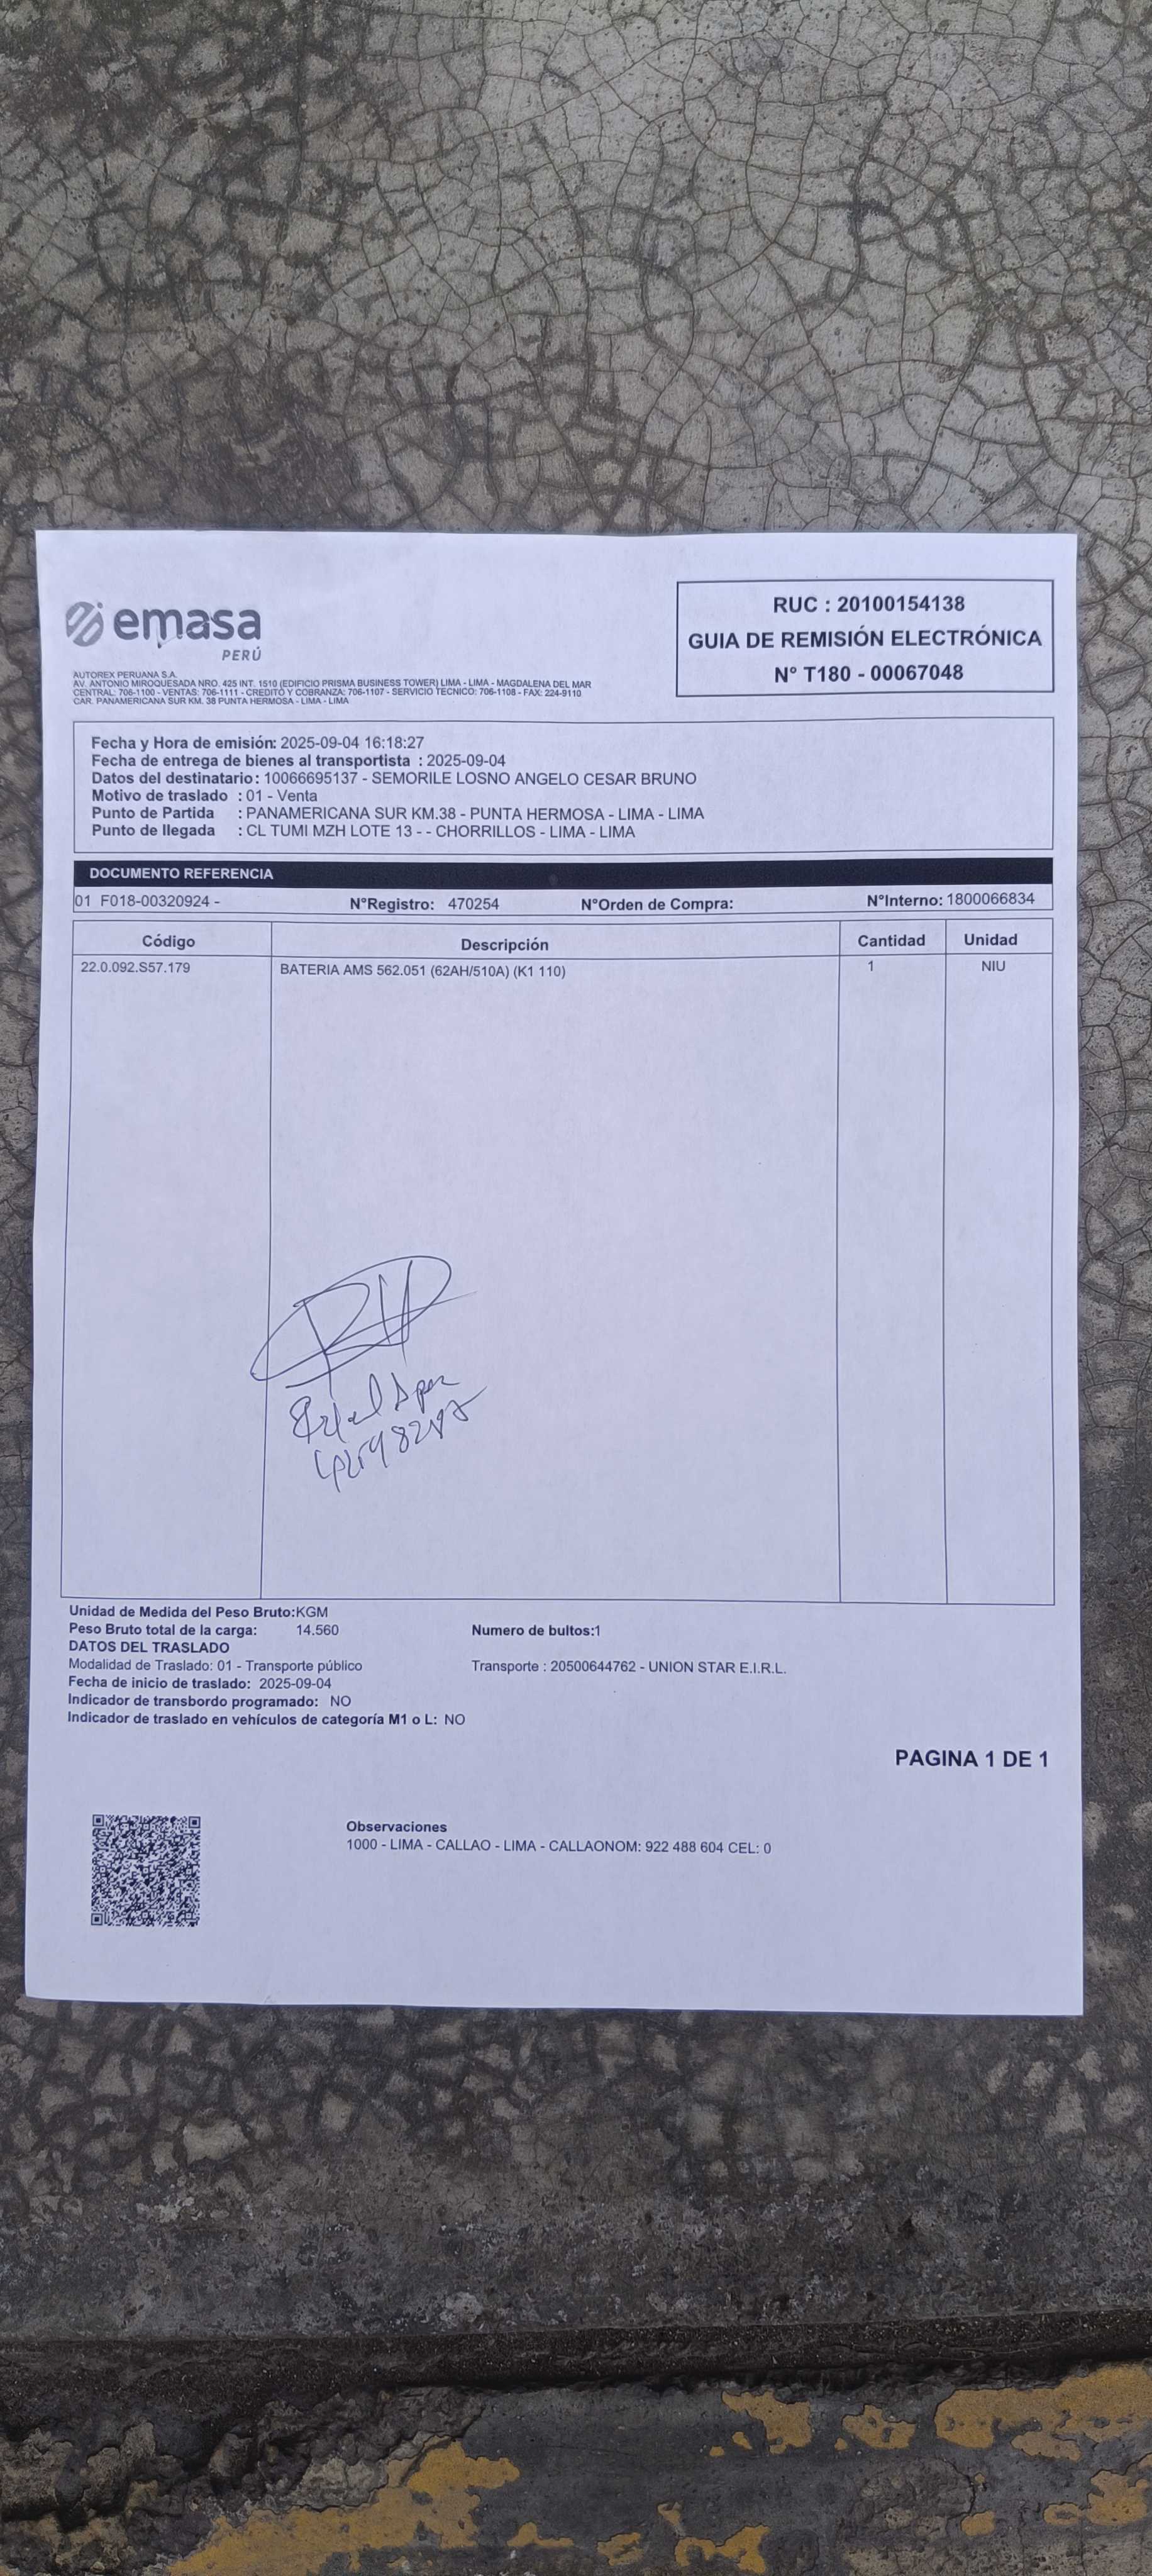 emasa
PERÚ
RUC : 20100154138
GUIA DE REMISIÓN ELECTRÓNICA
N° T180 - 00067048
AUTOREX PERUANA S.A.
AV. ANTONIO MIROQUESADA NRO. 425 INT. 1510 (EDIFICIO PRISMA BUSINESS TOWER) LIMA - LIMA - MAGDALENA DEL MAR
CENTRAL: 706-1100 - VENTAS: 706-1111 - CREDITO Y COBRANZA: 706-1107 - SERVICIO TECNICO: 706-1108 - FAX: 224-9110
CAR. PANAMERICANA SUR KM. 38 PUNTA HERMOSA - LIMA - LIMA
Fecha y Hora de emisión: 2025-09-04 16:18:27
Fecha de entrega de bienes al transportista : 2025-09-04
Datos del destinatario: 10066695137 - SEMORILE LOSNO ANGELO CESAR BRUNO
Motivo de traslado : 01 - Venta
Punto de Partida : PANAMERICANA SUR KM.38 - PUNTA HERMOSA - LIMA - LIMA
Punto de llegada : CL TUMI MZH LOTE 13 - - CHORRILLOS - LIMA - LIMA
DOCUMENTO REFERENCIA
01 F018-00320924 - N°Registro: 470254 N°Orden de Compra: N°Interno: 1800066834
Código Descripción Cantidad Unidad
22.0.092.S57.179 BATERIA AMS 562.051 (62AH/510A) (K1 110) 1 NIU
Unidad de Medida del Peso Bruto:KGM
Peso Bruto total de la carga: 14.560 Numero de bultos:1
DATOS DEL TRASLADO
Modalidad de Traslado: 01 - Transporte público Transporte : 20500644762 - UNION STAR E.I.R.L.
Fecha de inicio de traslado: 2025-09-04
Indicador de transbordo programado: NO
Indicador de traslado en vehículos de categoría M1 o L: NO
PAGINA 1 DE 1
Observaciones
1000 - LIMA - CALLAO - LIMA - CALLAONOM: 922 488 604 CEL: 0